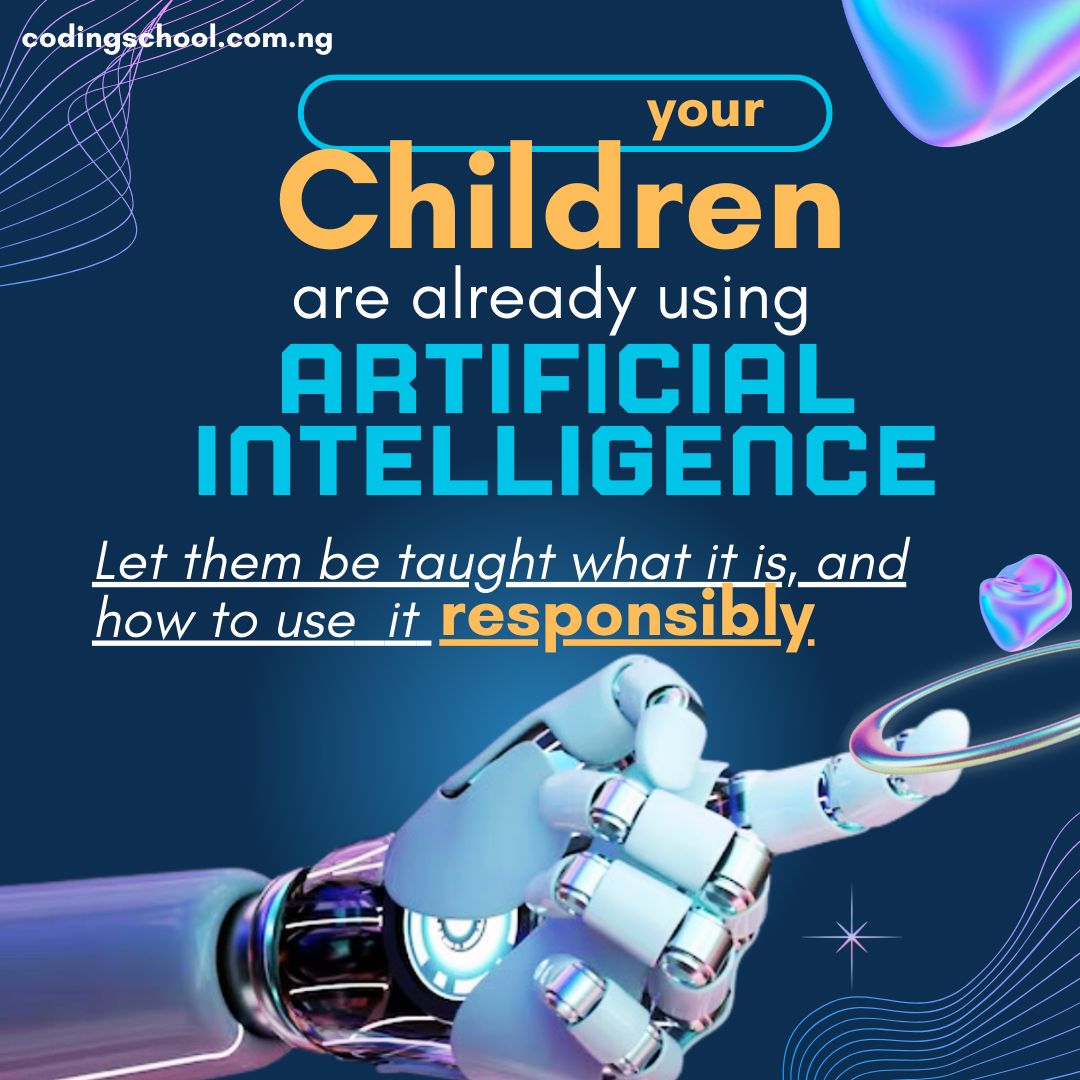 codingschool.com.ng
your
Children
are already using
ARTIFICIAL
INTELLIGENCE
Let them be taught what it is, and
how to use it responsibly.